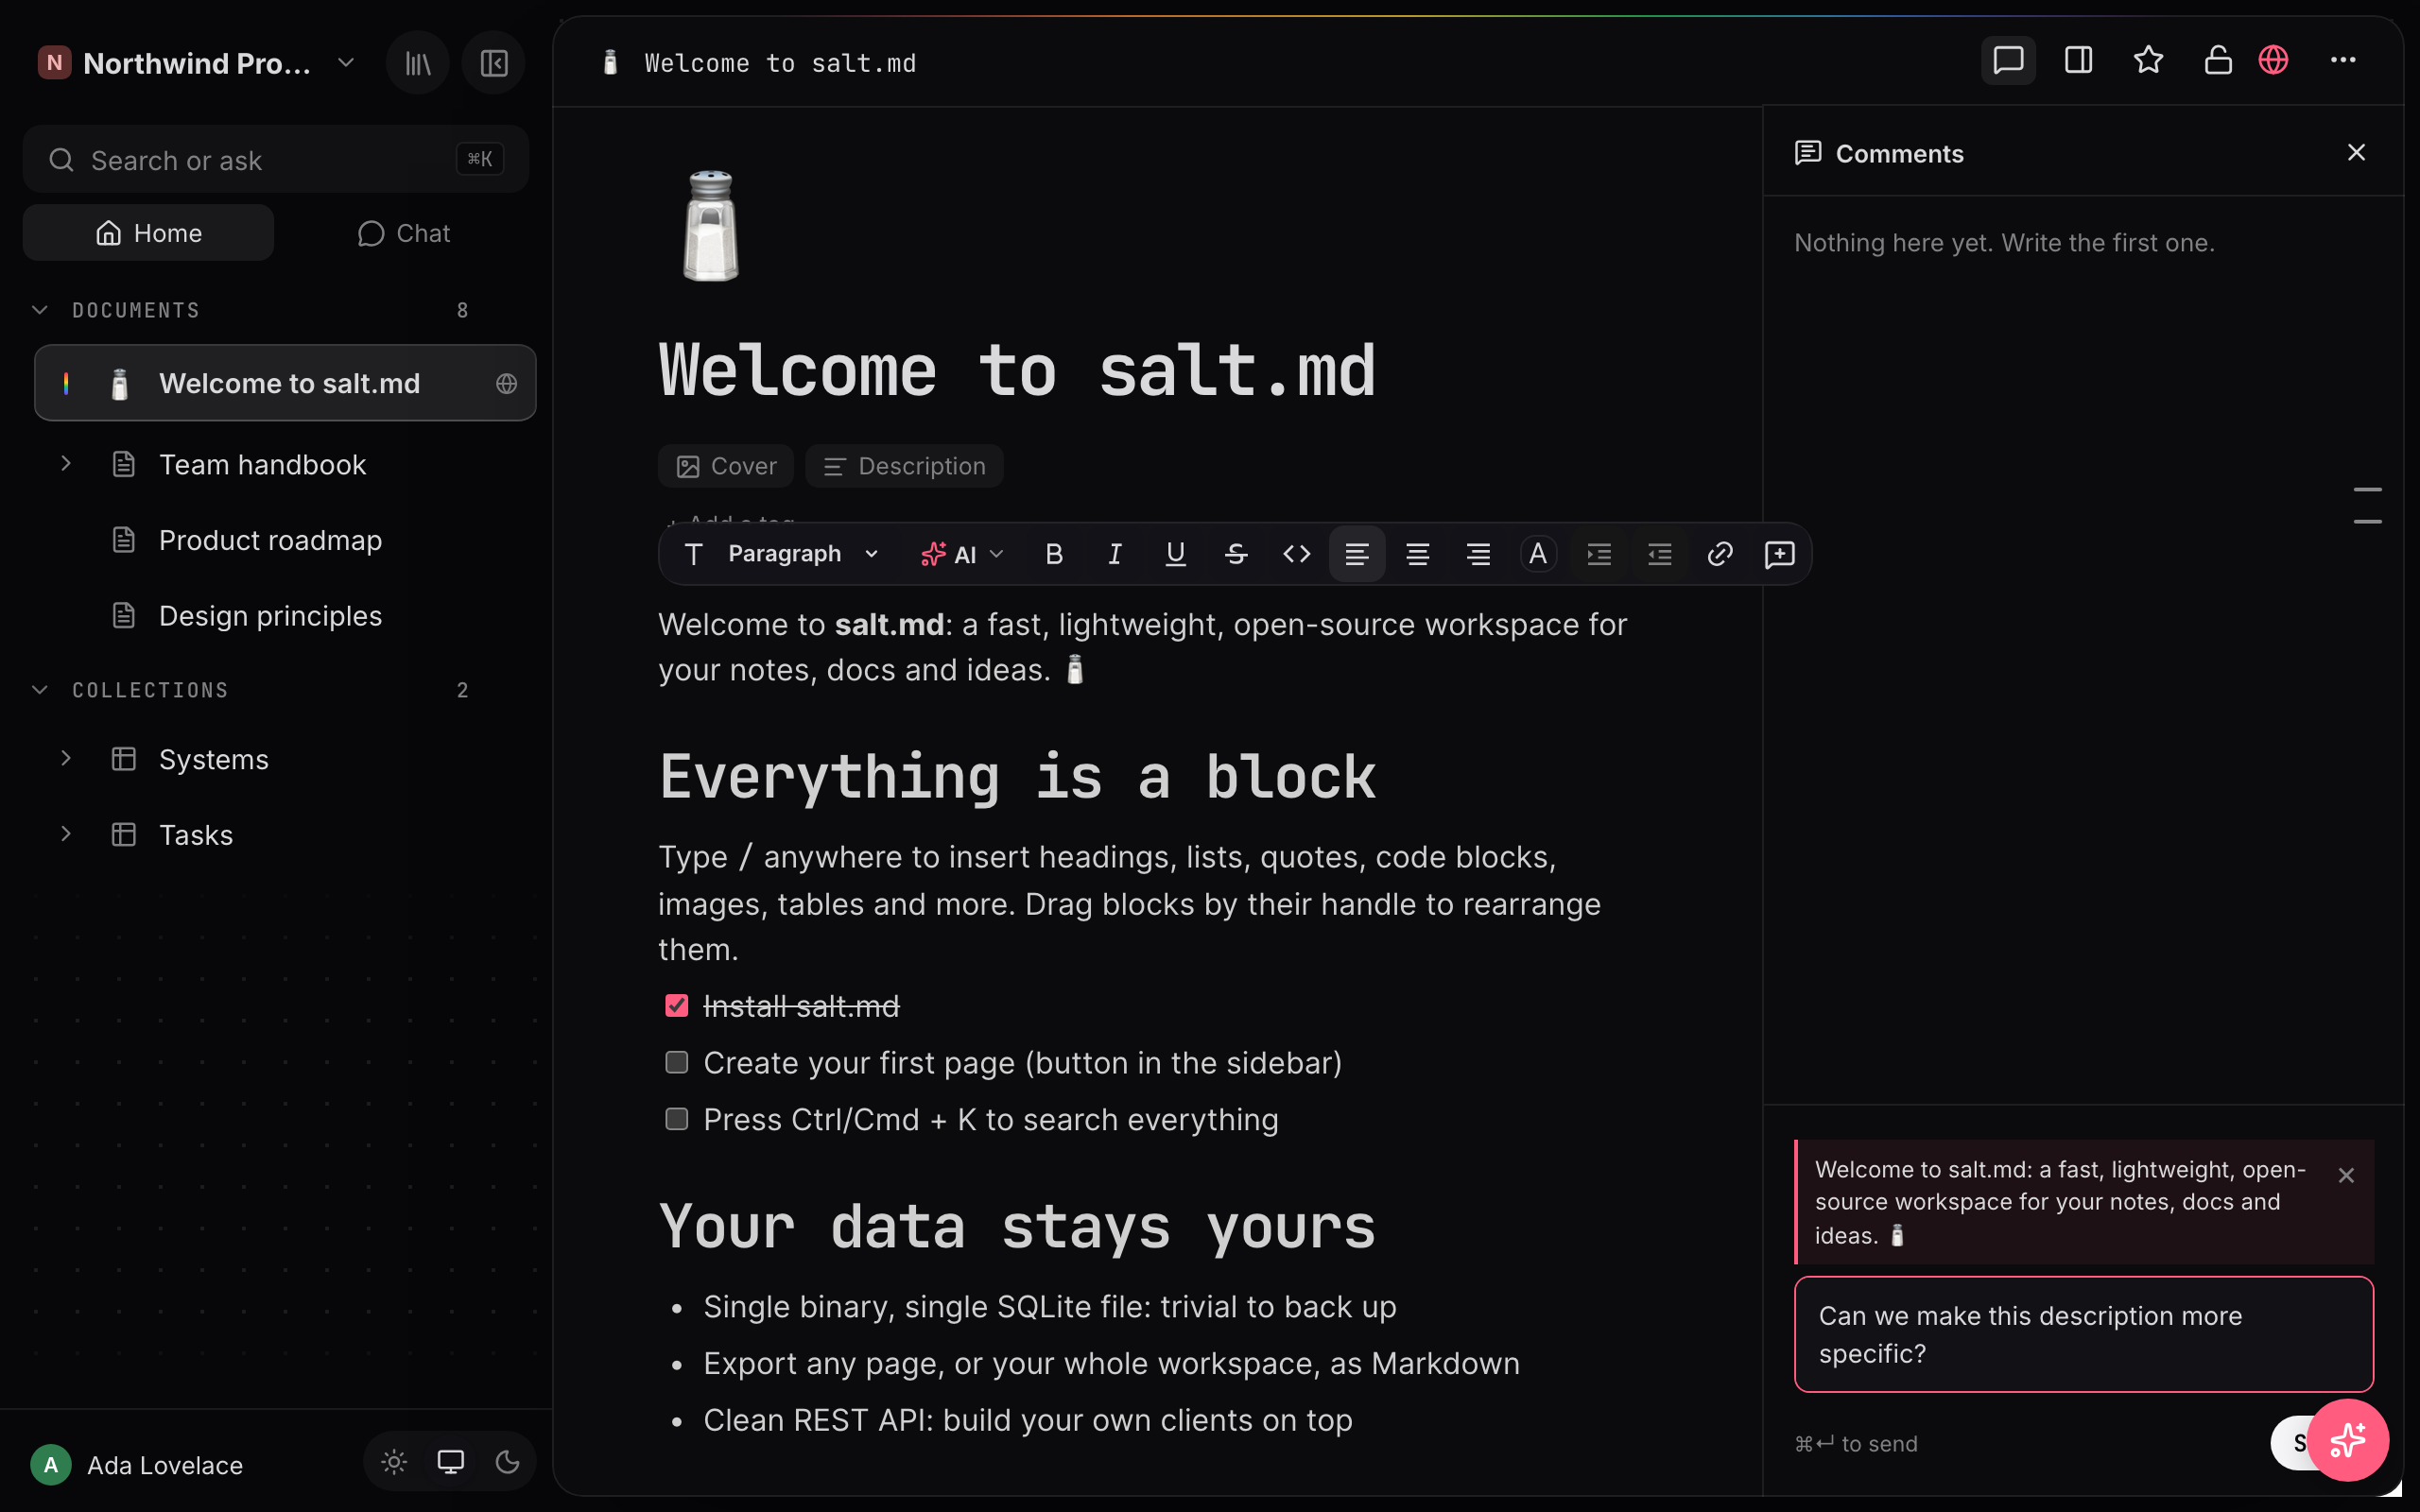 N Northwind Pro...
Search or ask ⌘K
Home Chat
DOCUMENTS 8
Welcome to salt.md
Team handbook
Product roadmap
Design principles
COLLECTIONS 2
Systems
Tasks
A Ada Lovelace
Welcome to salt.md
Welcome to salt.md
Cover Description
+ Add a tag
T Paragraph AI B I U S <> A
Welcome to salt.md: a fast, lightweight, open-source workspace for
your notes, docs and ideas.
Everything is a block
Type / anywhere to insert headings, lists, quotes, code blocks,
images, tables and more. Drag blocks by their handle to rearrange
them.
Install salt.md
Create your first page (button in the sidebar)
Press Ctrl/Cmd + K to search everything
Your data stays yours
• Single binary, single SQLite file: trivial to back up
• Export any page, or your whole workspace, as Markdown
• Clean REST API: build your own clients on top
Comments
Nothing here yet. Write the first one.
Welcome to salt.md: a fast, lightweight, open-
source workspace for your notes, docs and
ideas.
Can we make this description more
specific?
⌘↵ to send